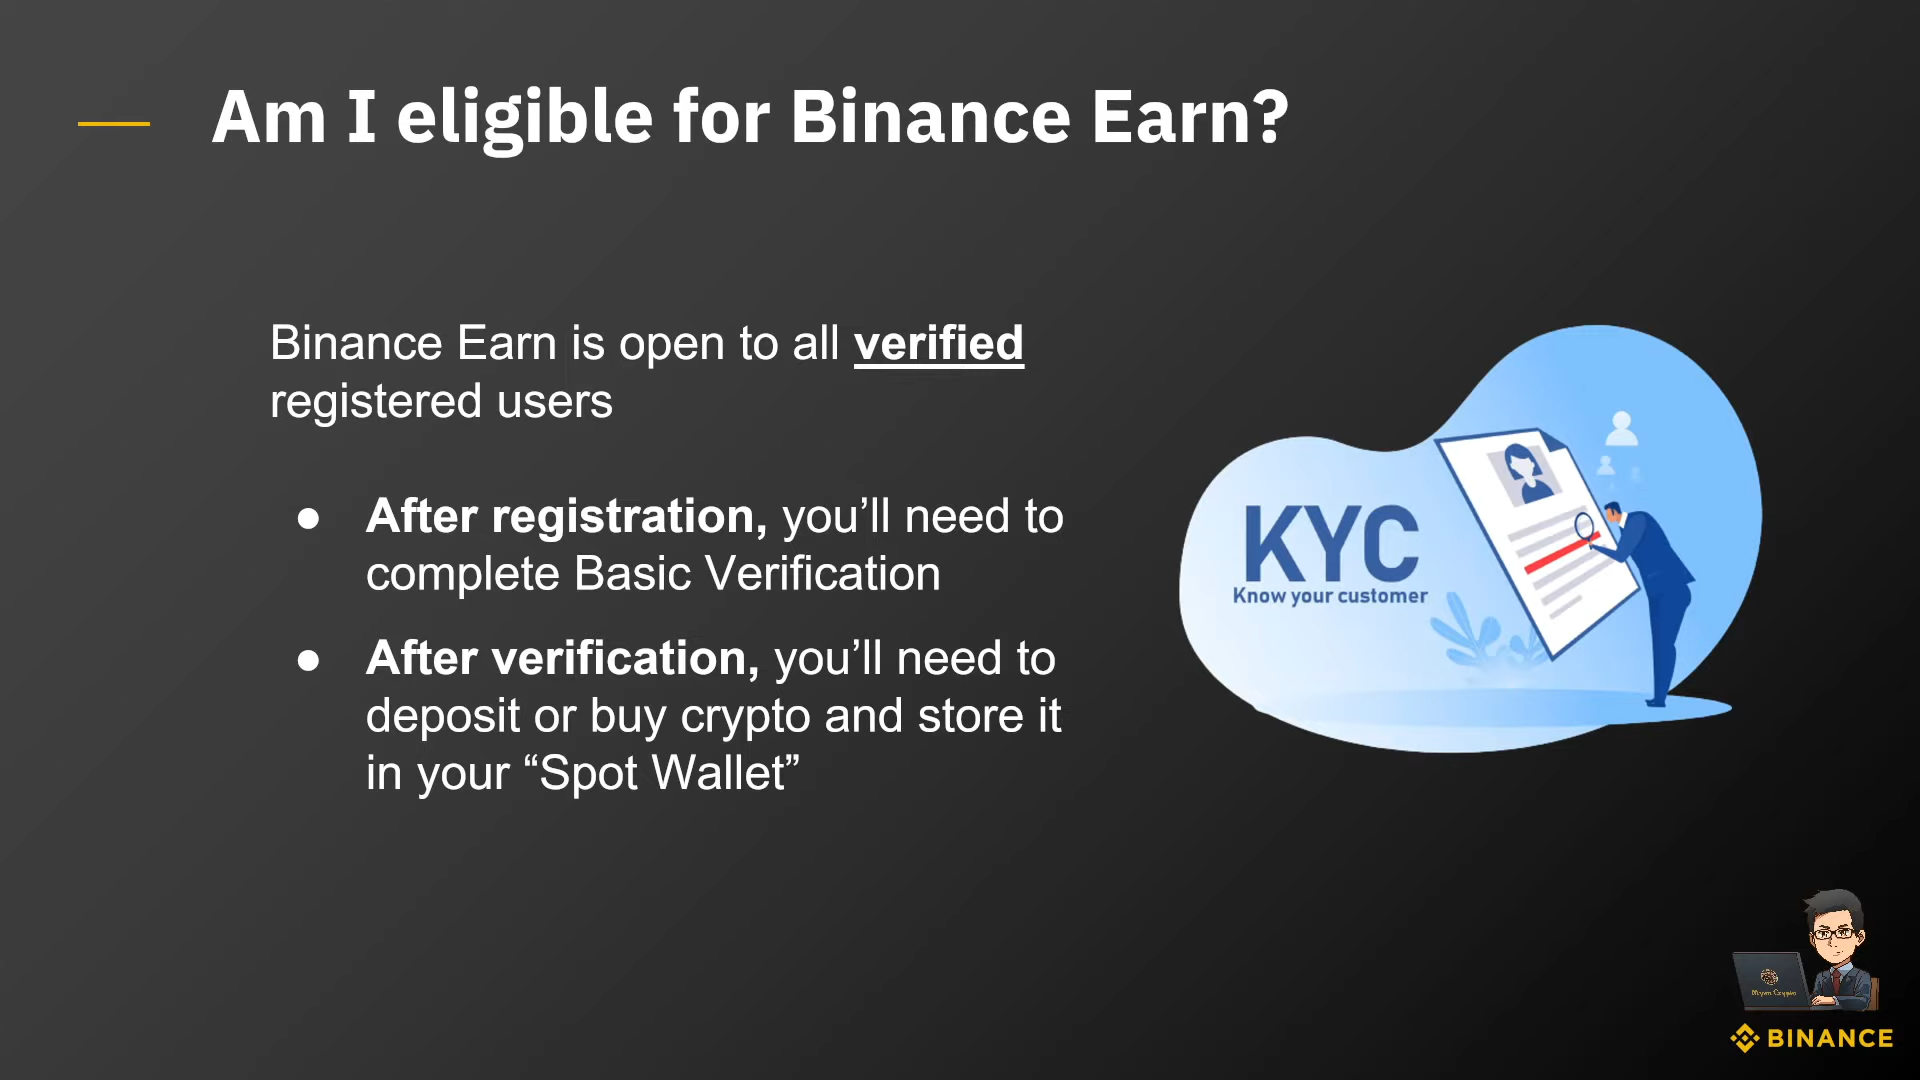 Am I eligible for Binance Earn?
Binance Earn is open to all verified
registered users
● After registration, you’ll need to
complete Basic Verification
● After verification, you’ll need to
deposit or buy crypto and store it
in your “Spot Wallet”
KYC
Know your customer
BINANCE